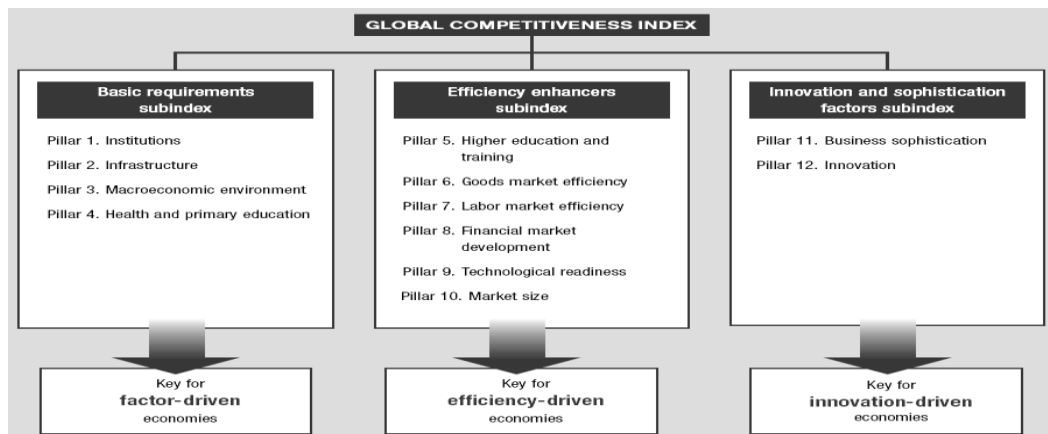 GLOBAL COMPETITIVENESS INDEX
Basic requirements
subindex
Pillar 1. Institutions
Pillar 2. Infrastructure
Pillar 3. Macroeconomic environment
Pillar 4. Health and primary education
Key for
factor-driven
economies
Efficiency enhancers
subindex
Pillar 5. Higher education and
training
Pillar 6. Goods market efficiency
Pillar 7. Labor market efficiency
Pillar 8. Financial market
development
Pillar 9. Technological readiness
Pillar 10. Market size
Key for
efficiency-driven
economies
Innovation and sophistication
factors subindex
Pillar 11. Business sophistication
Pillar 12. Innovation
Key for
innovation-driven
economies